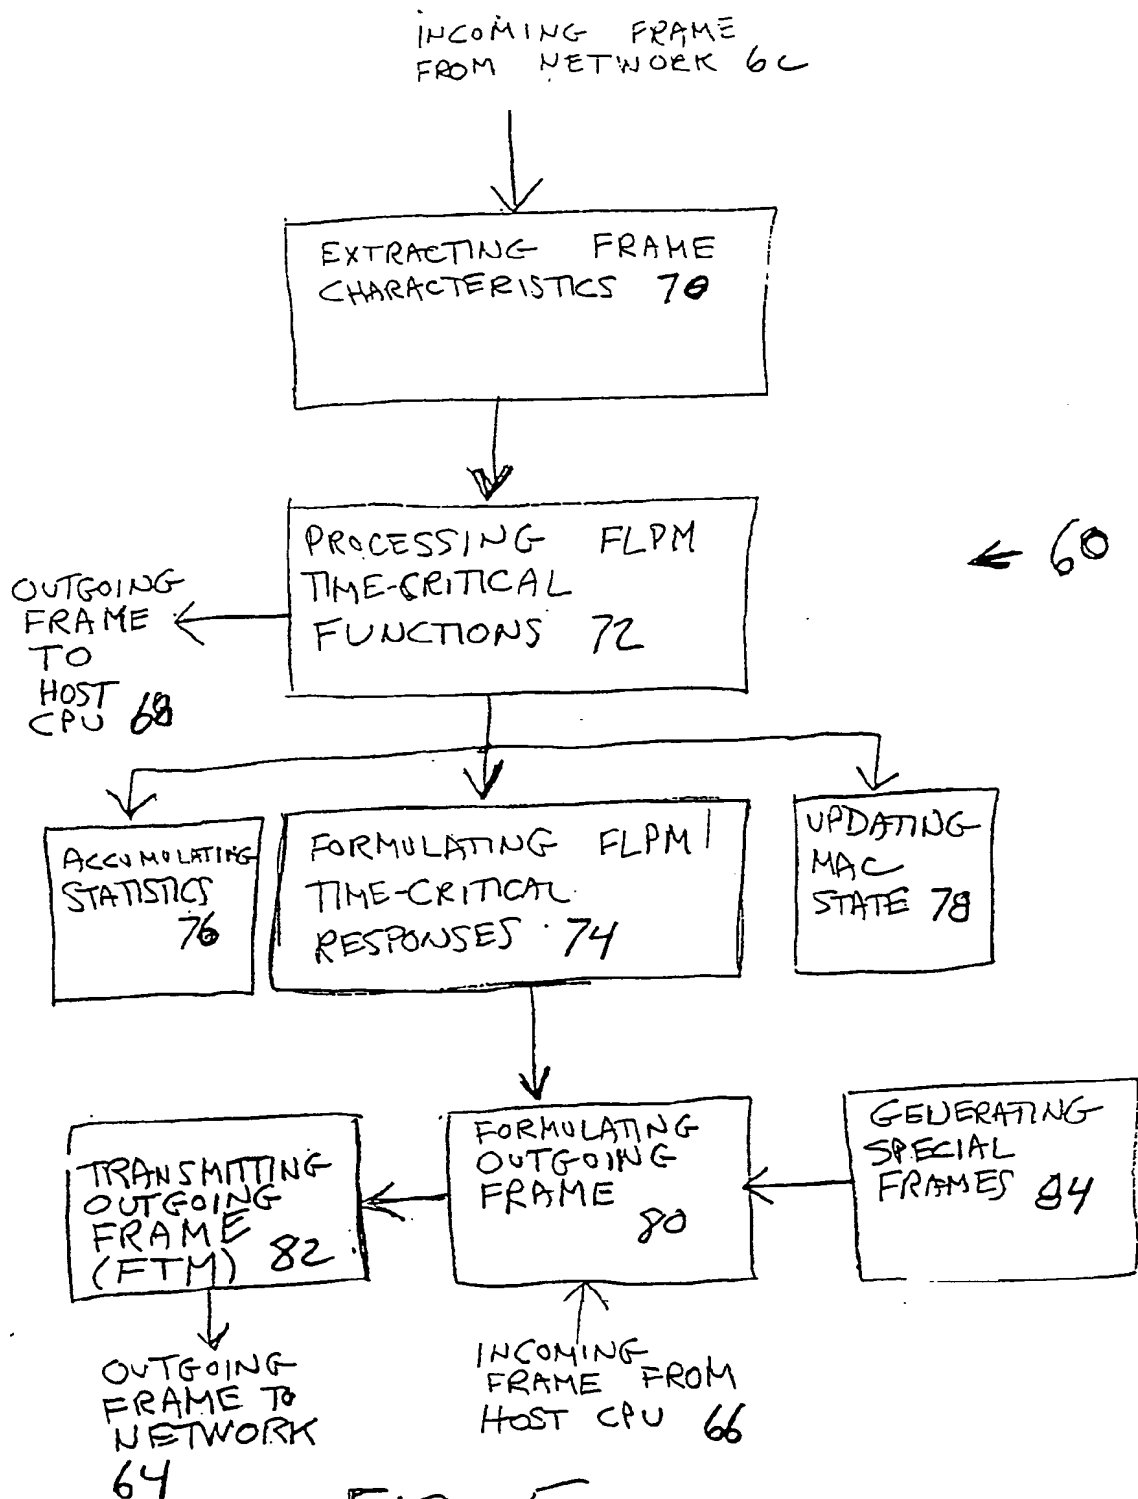 INCOMING FRAME
FROM NETWORK 62
EXTRACTING FRAME
CHARACTERISTICS 70
PROCESSING FLPM
TIME-CRITICAL
FUNCTIONS 72
60
OUTGOING
FRAME
TO
HOST
CPU 68
ACCUMULATING
STATISTICS
76
FORMULATING FLPM
TIME-CRITICAL
RESPONSES 74
UPDATING
MAC
STATE 78
TRANSMITTING
OUTGOING
FRAME
(FTM) 82
FORMULATING
OUTGOING
FRAME
80
GENERATING
SPECIAL
FRAMES 84
OUTGOING
FRAME TO
NETWORK
64
INCOMING
FRAME FROM
HOST CPU 66